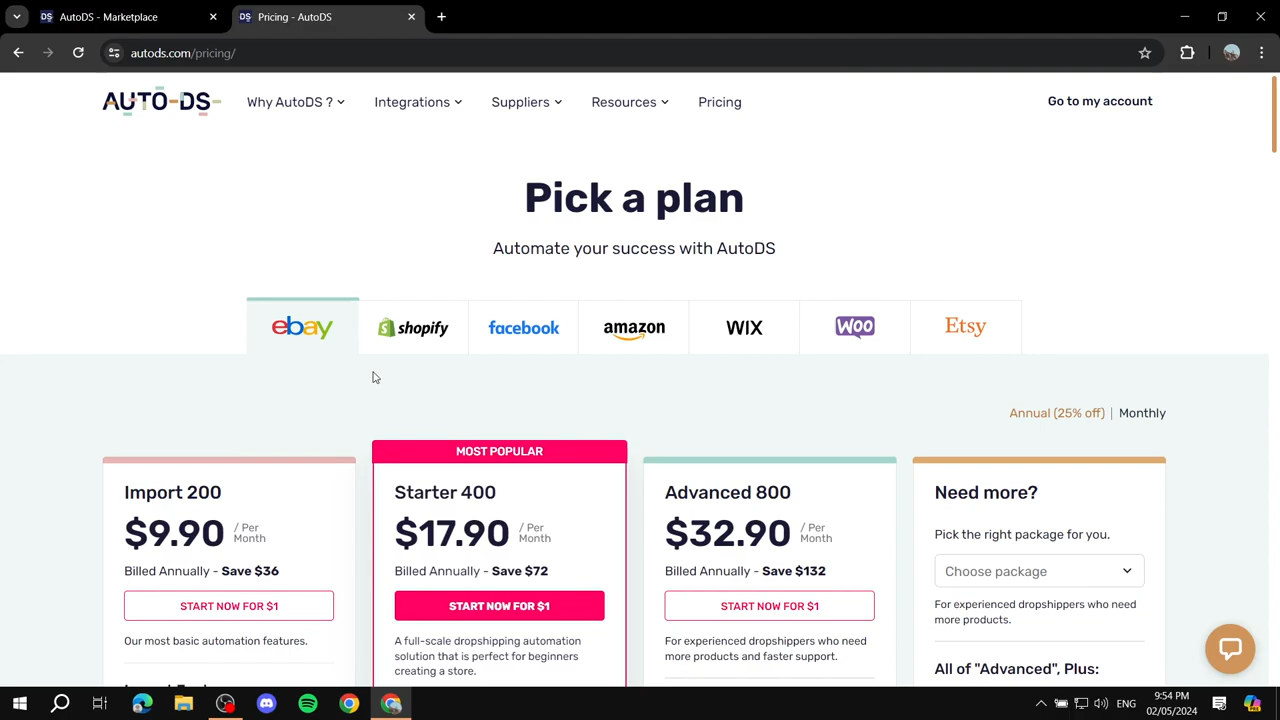 AutoDS - Marketplace
Pricing - AutoDS
autods.com/pricing/
AUTO-DS
Why AutoDS ?
Integrations
Suppliers
Resources
Pricing
Go to my account
Pick a plan
Automate your success with AutoDS
ebay
shopify
facebook
amazon
WIX
WOO
Etsy
Annual (25% off) | Monthly
MOST POPULAR
Import 200
$9.90 / Per Month
Billed Annually - Save $36
START NOW FOR $1
Our most basic automation features.
Starter 400
$17.90 / Per Month
Billed Annually - Save $72
START NOW FOR $1
A full-scale dropshipping automation
solution that is perfect for beginners
creating a store.
Advanced 800
$32.90 / Per Month
Billed Annually - Save $132
START NOW FOR $1
For experienced dropshippers who need
more products and faster support.
Need more?
Pick the right package for you.
Choose package
For experienced dropshippers who need
more products.
All of "Advanced", Plus:
ENG
9:54 PM
02/05/2024